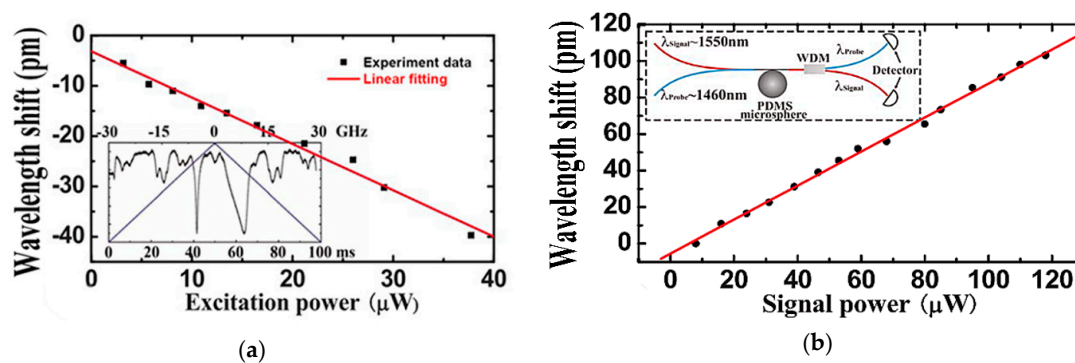 0
-10
-20
-30
-40
Wavelength shift (pm)
Experiment data
Linear fitting
-30 -15 0 15 30 GHz
0 20 40 60 80 100 ms
0 10 20 30 40
Excitation power (μW)
(a)
120
100
80
60
40
20
0
Wavelength shift (pm)
λSignal~1550nm
λProbe~1460nm
WDM
λProbe
λSignal
Detector
PDMS
microsphere
0 20 40 60 80 100 120
Signal power (μW)
(b)